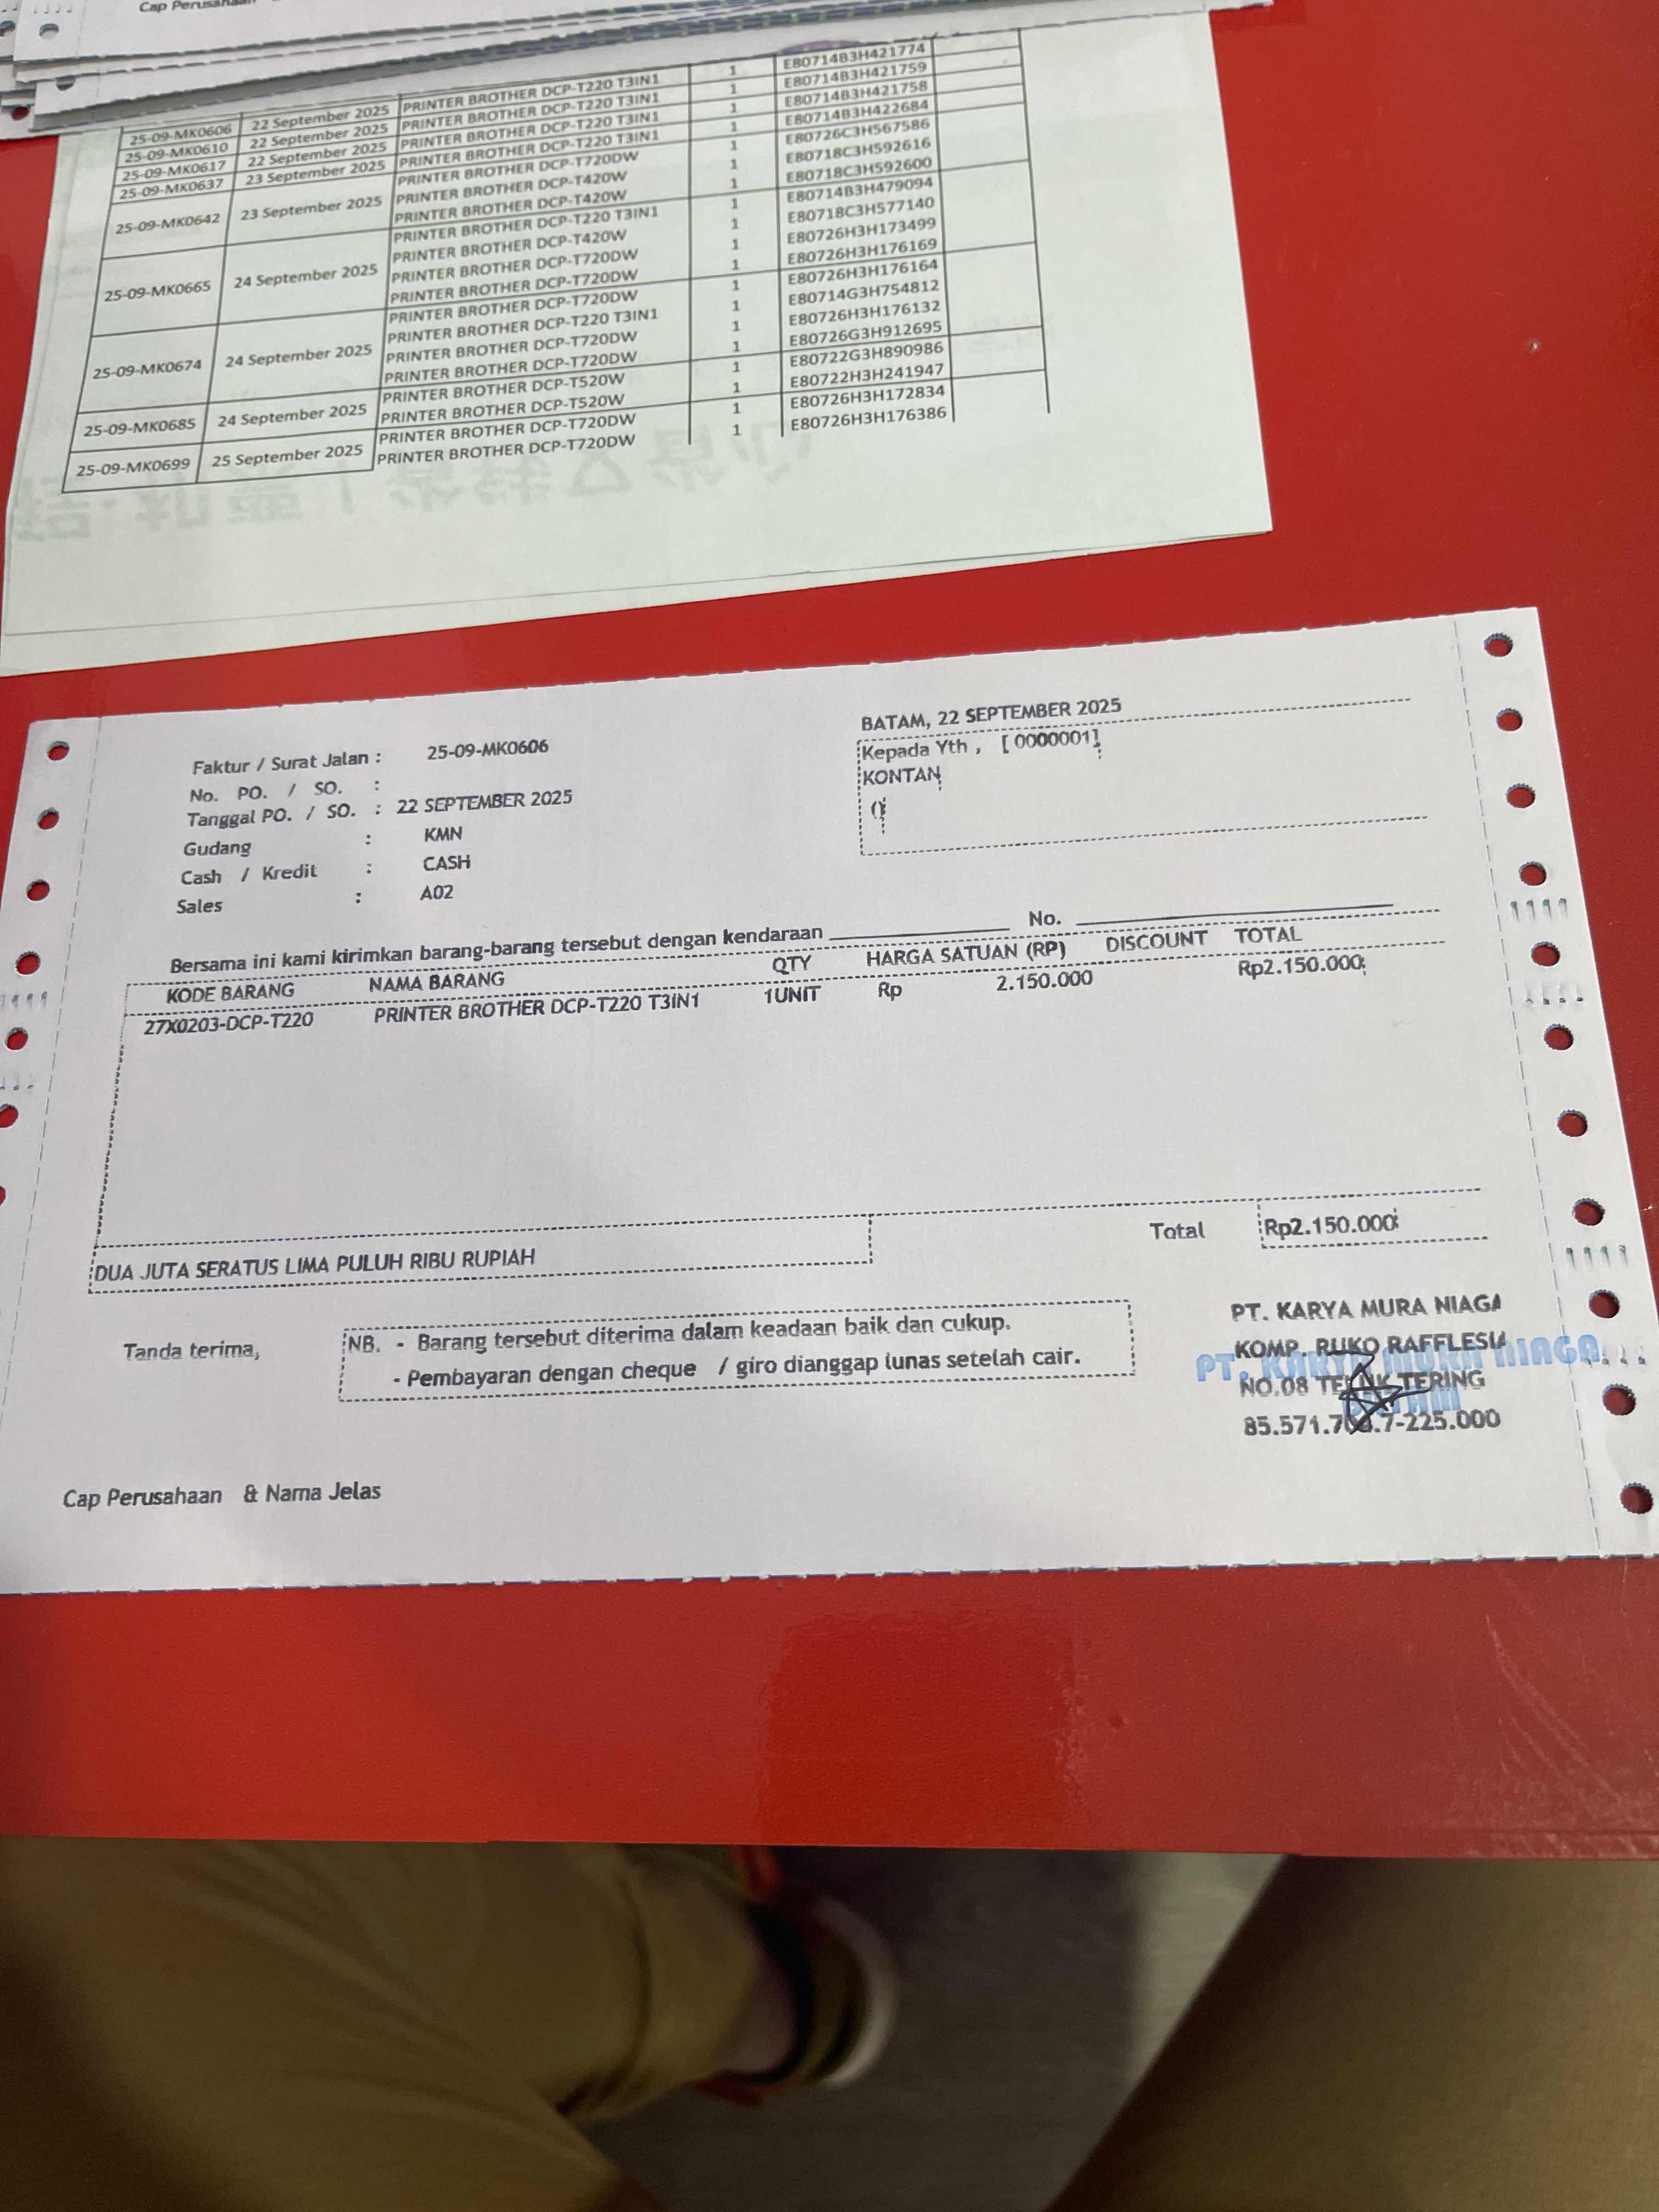 Cap Perusahaan
25-09-MK0606 22 September 2025 PRINTER BROTHER DCP-T220 T3IN1 1 E80714B3H421774
25-09-MK0610 22 September 2025 PRINTER BROTHER DCP-T220 T3IN1 1 E80714B3H421759
25-09-MK0617 22 September 2025 PRINTER BROTHER DCP-T220 T3IN1 1 E80714B3H421758
25-09-MK0637 23 September 2025 PRINTER BROTHER DCP-T220 T3IN1 1 E80714B3H422684
25-09-MK0642 23 September 2025 PRINTER BROTHER DCP-T720DW 1 E80726C3H567586
PRINTER BROTHER DCP-T420W 1 E80718C3H592616
PRINTER BROTHER DCP-T420W 1 E80718C3H592600
25-09-MK0665 24 September 2025 PRINTER BROTHER DCP-T220 T3IN1 1 E80714B3H479094
PRINTER BROTHER DCP-T420W 1 E80718C3H577140
PRINTER BROTHER DCP-T720DW 1 E80726H3H173499
PRINTER BROTHER DCP-T720DW 1 E80726H3H176169
25-09-MK0674 24 September 2025 PRINTER BROTHER DCP-T720DW 1 E80726H3H176164
PRINTER BROTHER DCP-T220 T3IN1 1 E80714G3H754812
PRINTER BROTHER DCP-T720DW 1 E80726H3H176132
PRINTER BROTHER DCP-T720DW 1 E80726G3H912695
25-09-MK0685 24 September 2025 PRINTER BROTHER DCP-T520W 1 E80722G3H890986
PRINTER BROTHER DCP-T520W 1 E80722H3H241947
25-09-MK0699 25 September 2025 PRINTER BROTHER DCP-T720DW 1 E80726H3H172834
PRINTER BROTHER DCP-T720DW 1 E80726H3H176386
BATAM, 22 SEPTEMBER 2025
Faktur / Surat Jalan : 25-09-MK0606
Kepada Yth , [ 0000001]
No. PO. / SO. :
KONTAN
Tanggal PO. / SO. : 22 SEPTEMBER 2025
()
Gudang : KMN
Cash / Kredit : CASH
Sales : A02
Bersama ini kami kirimkan barang-barang tersebut dengan kendaraan No.
KODE BARANG NAMA BARANG QTY HARGA SATUAN (RP) DISCOUNT TOTAL
27X0203-DCP-T220 PRINTER BROTHER DCP-T220 T3IN1 1UNIT Rp 2.150.000 Rp2.150.000
Total Rp2.150.000
DUA JUTA SERATUS LIMA PULUH RIBU RUPIAH
Tanda terima,
NB. - Barang tersebut diterima dalam keadaan baik dan cukup.
- Pembayaran dengan cheque / giro dianggap lunas setelah cair.
PT. KARYA MURA NIAGA
KOMP. RUKO RAFFLESIA
PT. KARYA MURA NIAGA
NO.08 TELUK TERING
BATAM
Cap Perusahaan & Nama Jelas